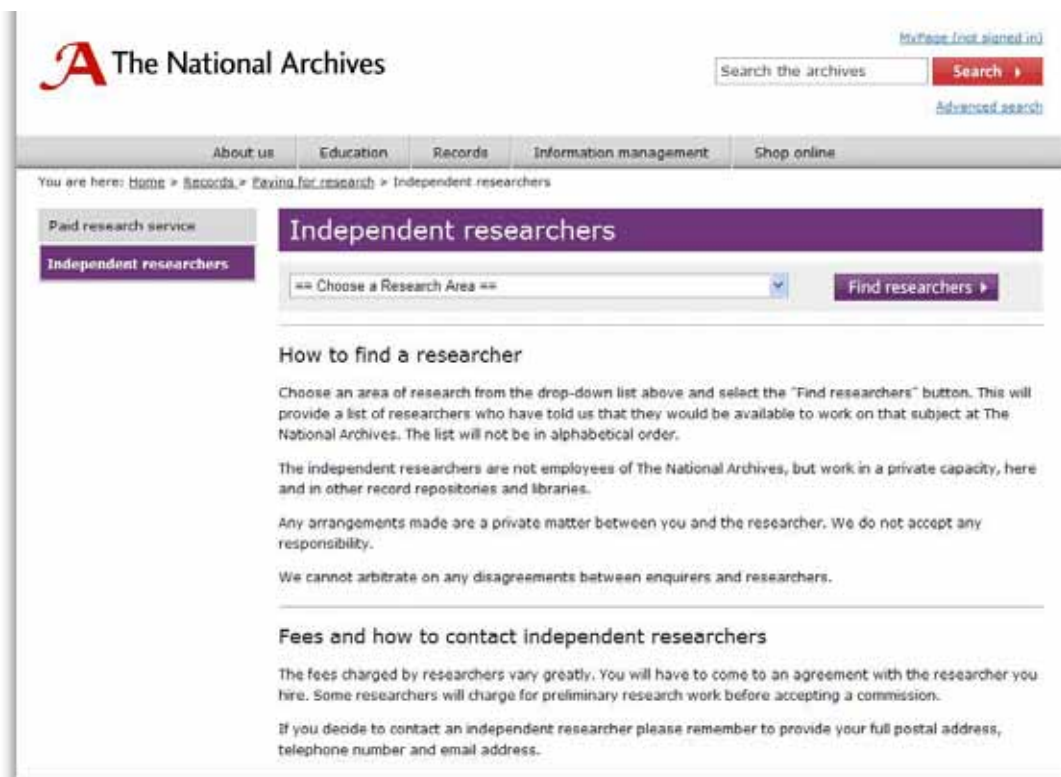 MyPage (not signed in)
A The National Archives
Search the archives
Search
Advanced search
About us Education Records Information management Shop online
You are here: Home > Records > Paying for research > Independent researchers
Paid research service
Independent researchers
Independent researchers
== Choose a Research Area ==
Find researchers
How to find a researcher
Choose an area of research from the drop-down list above and select the "Find researchers" button. This will
provide a list of researchers who have told us that they would be available to work on that subject at The
National Archives. The list will not be in alphabetical order.
The independent researchers are not employees of The National Archives, but work in a private capacity, here
and in other record repositories and libraries.
Any arrangements made are a private matter between you and the researcher. We do not accept any
responsibility.
We cannot arbitrate on any disagreements between enquirers and researchers.
Fees and how to contact independent researchers
The fees charged by researchers vary greatly. You will have to come to an agreement with the researcher you
hire. Some researchers will charge for preliminary research work before accepting a commission.
If you decide to contact an independent researcher please remember to provide your full postal address,
telephone number and email address.